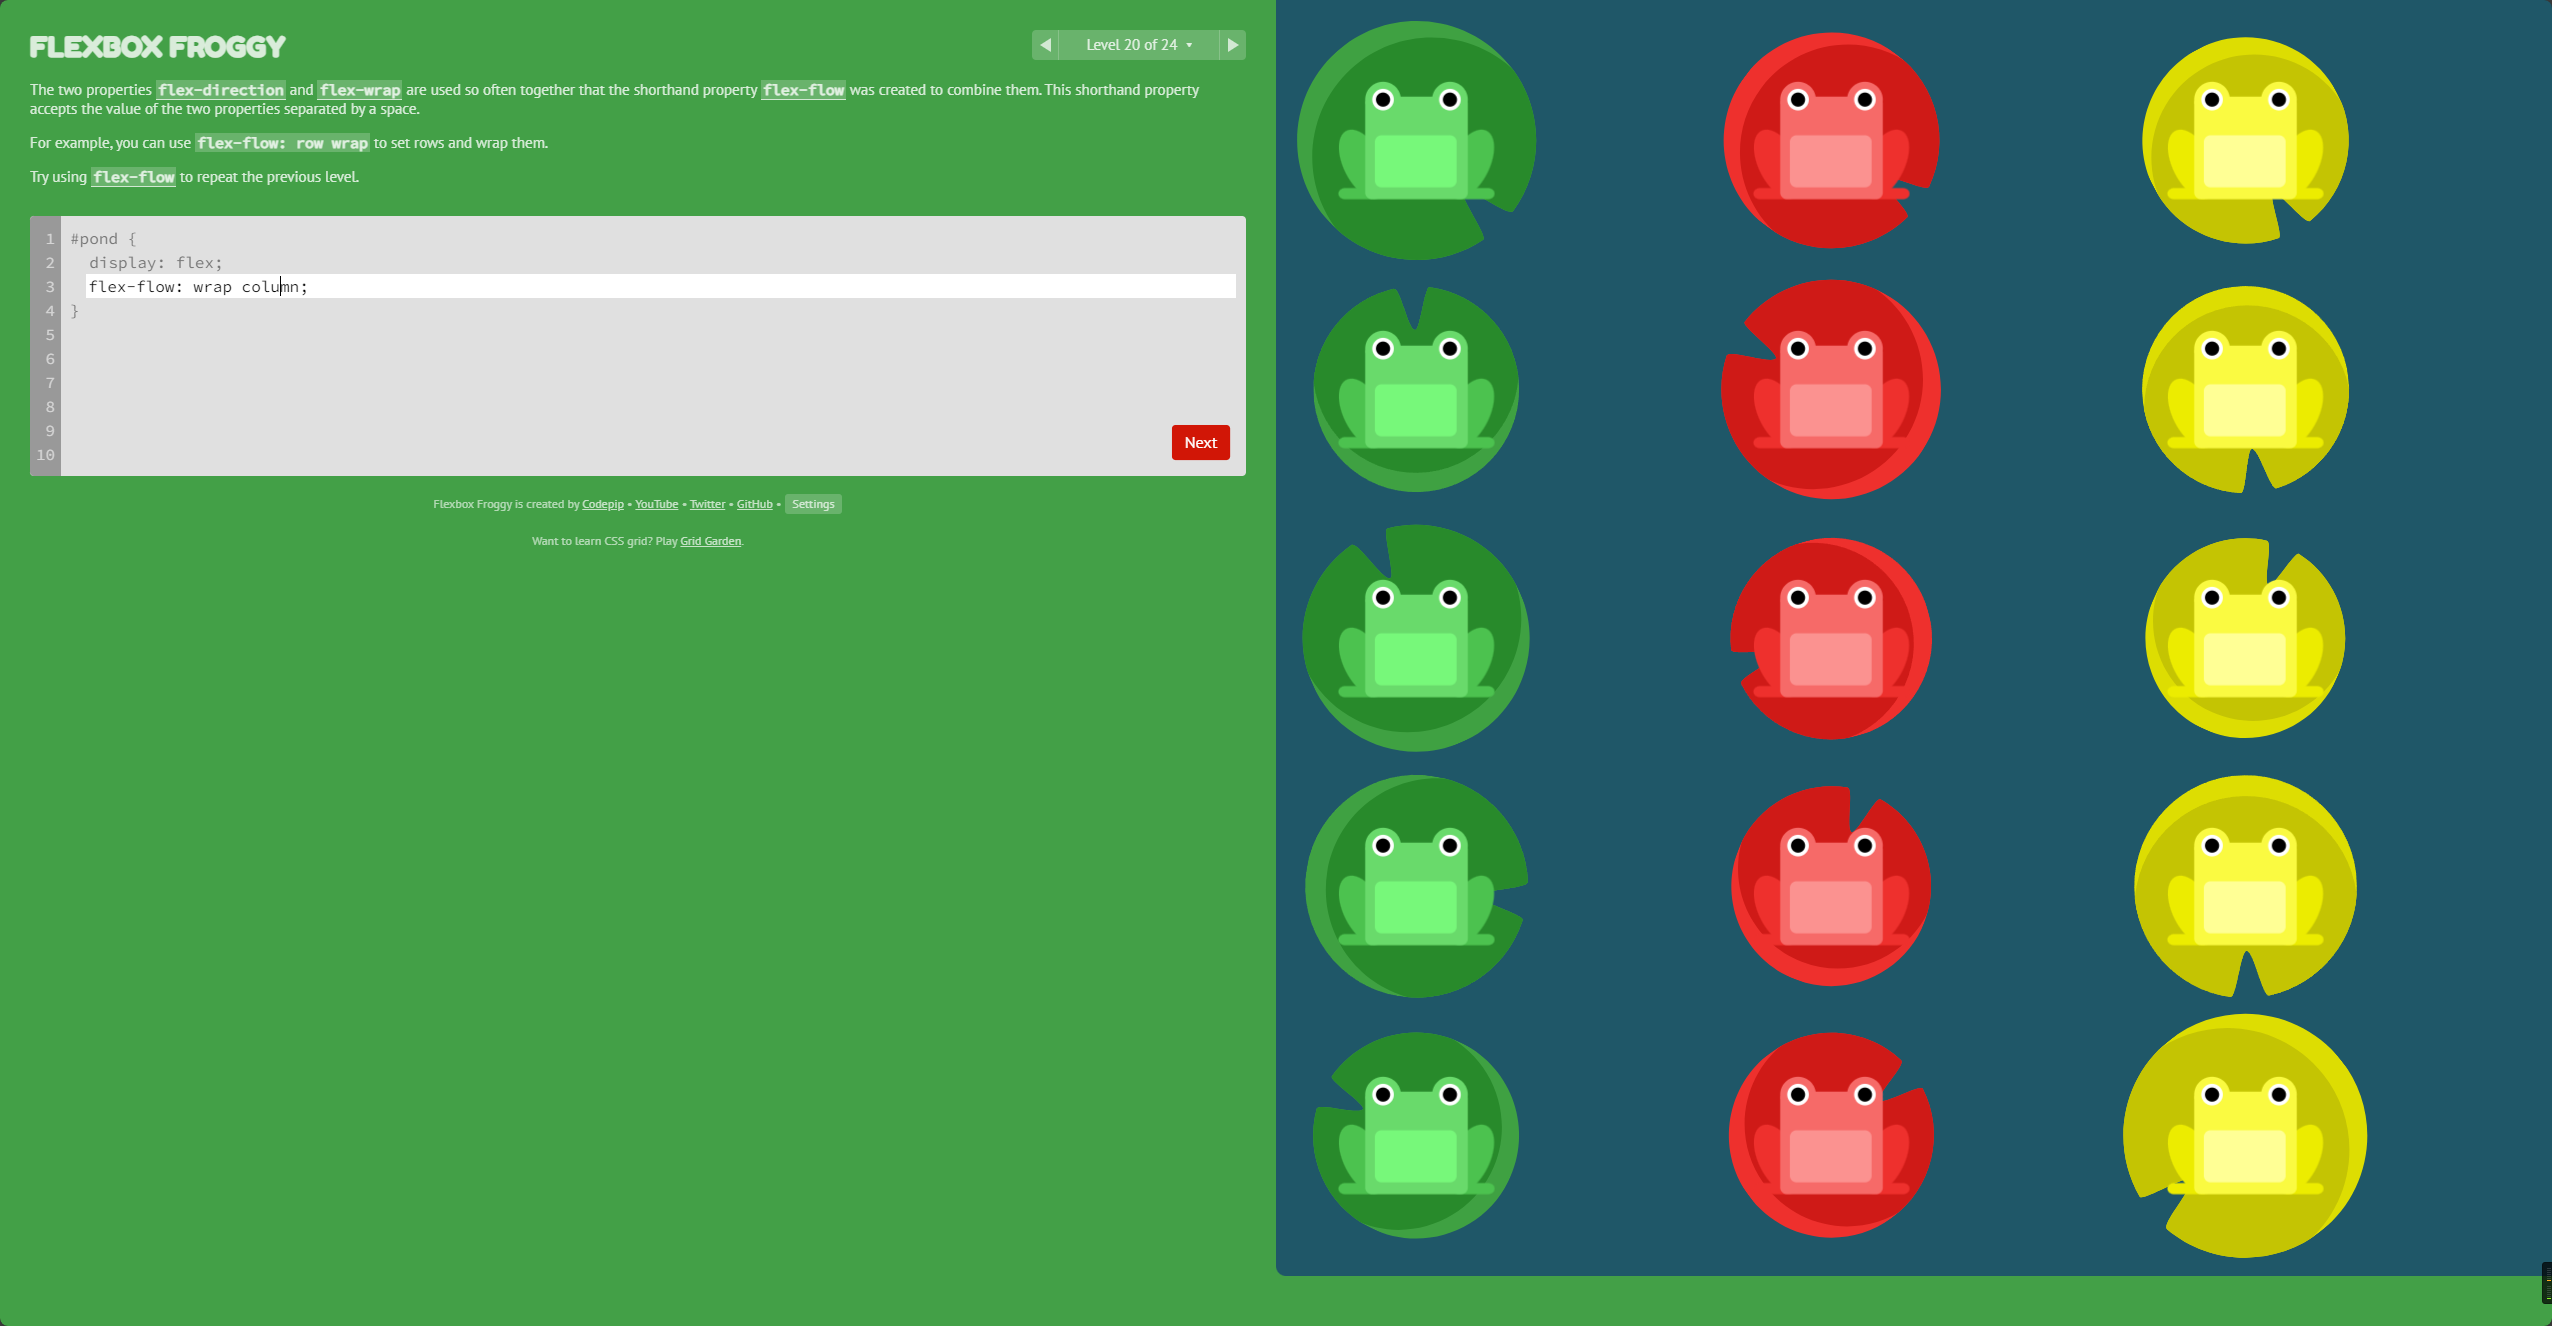 FLEXBOX FROGGY
◀ Level 20 of 24 ▾ ▶
The two properties flex-direction and flex-wrap are used so often together that the shorthand property flex-flow was created to combine them. This shorthand property
accepts the value of the two properties separated by a space.
For example, you can use flex-flow: row wrap to set rows and wrap them.
Try using flex-flow to repeat the previous level.
1 #pond {
2 display: flex;
3 flex-flow: wrap column;
4 }
5
6
7
8
9
10
Next
Flexbox Froggy is created by Codepip • YouTube • Twitter • GitHub • Settings
Want to learn CSS grid? Play Grid Garden.